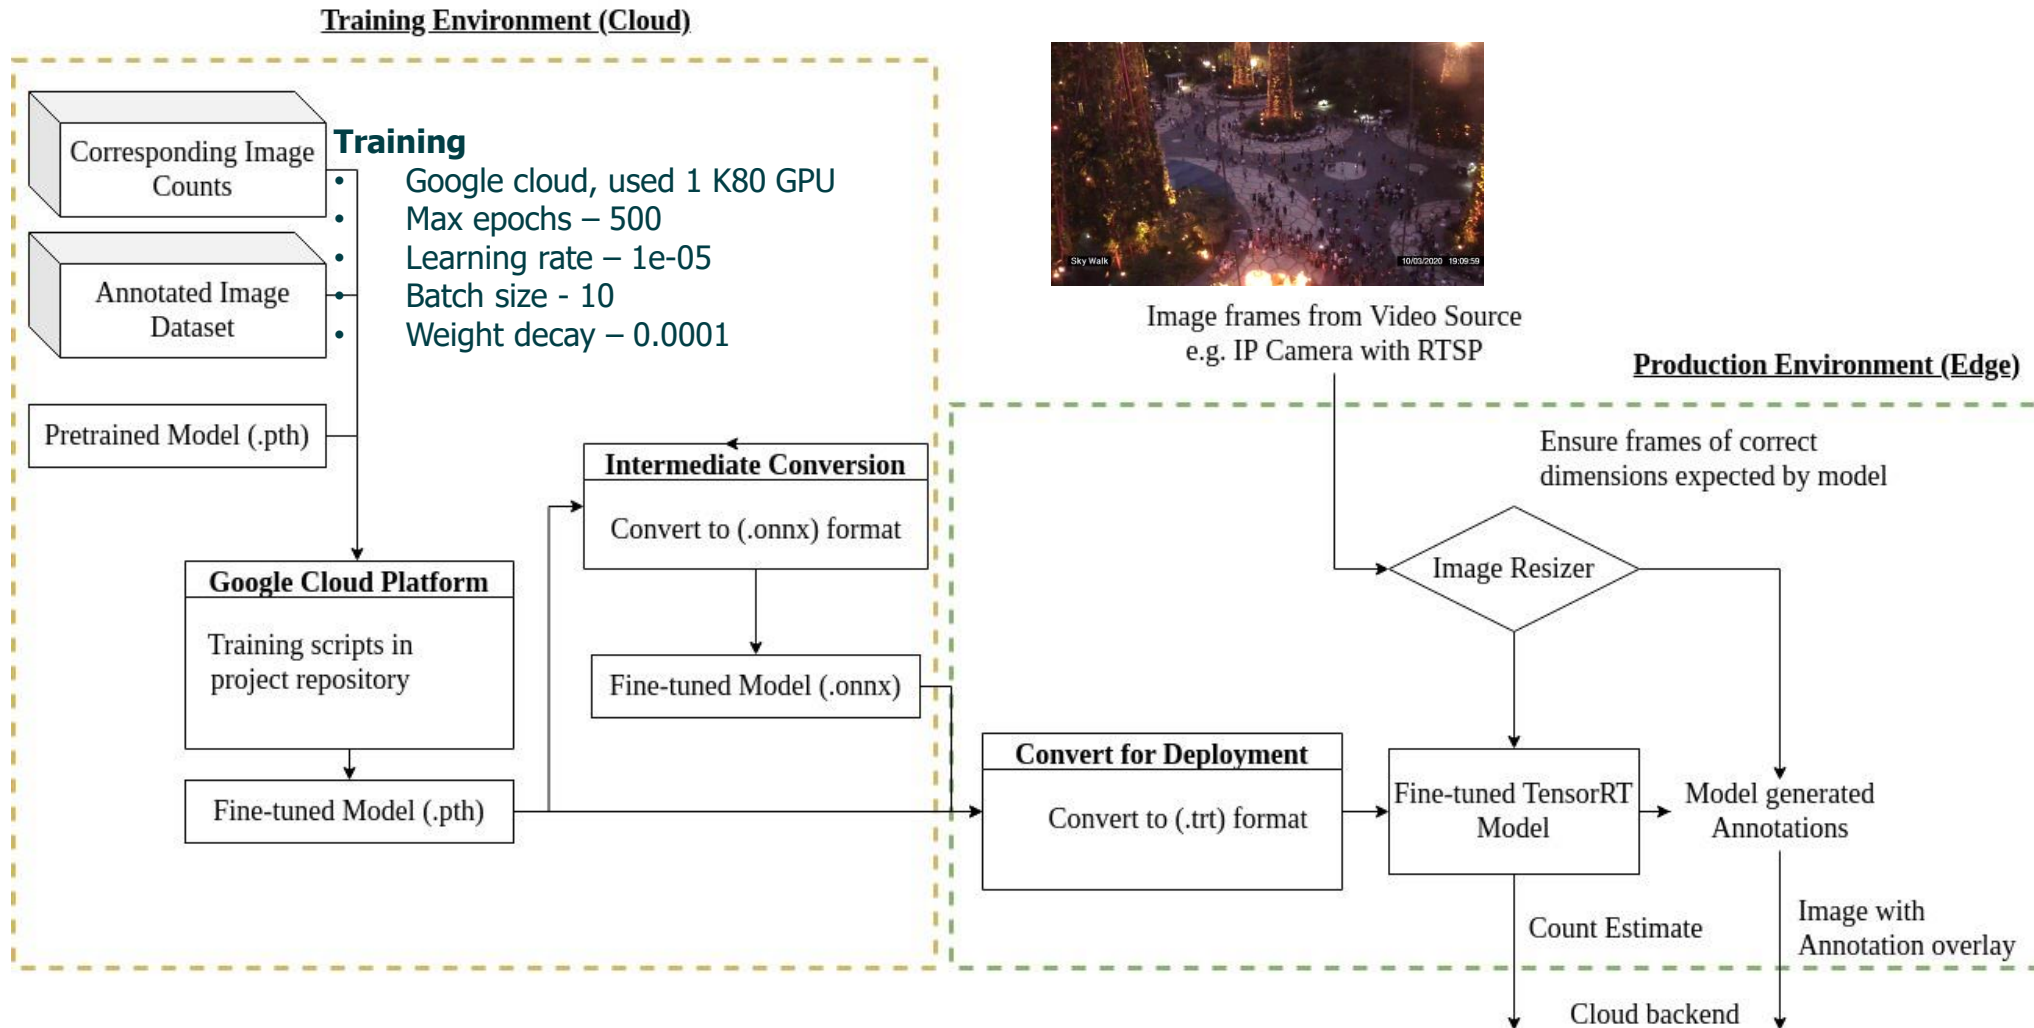 Training Environment (Cloud)
Corresponding Image
Counts
Training
• Google cloud, used 1 K80 GPU
• Max epochs – 500
• Learning rate – 1e-05
• Batch size - 10
• Weight decay – 0.0001
Annotated Image
Dataset
Pretrained Model (.pth)
Google Cloud Platform
Training scripts in
project repository
Fine-tuned Model (.pth)
Intermediate Conversion
Convert to (.onnx) format
Fine-tuned Model (.onnx)
Sky Walk
10/03/2020 19:09:59
Image frames from Video Source
e.g. IP Camera with RTSP
Production Environment (Edge)
Ensure frames of correct
dimensions expected by model
Image Resizer
Convert for Deployment
Convert to (.trt) format
Fine-tuned TensorRT
Model
Model generated
Annotations
Count Estimate
Image with
Annotation overlay
Cloud backend